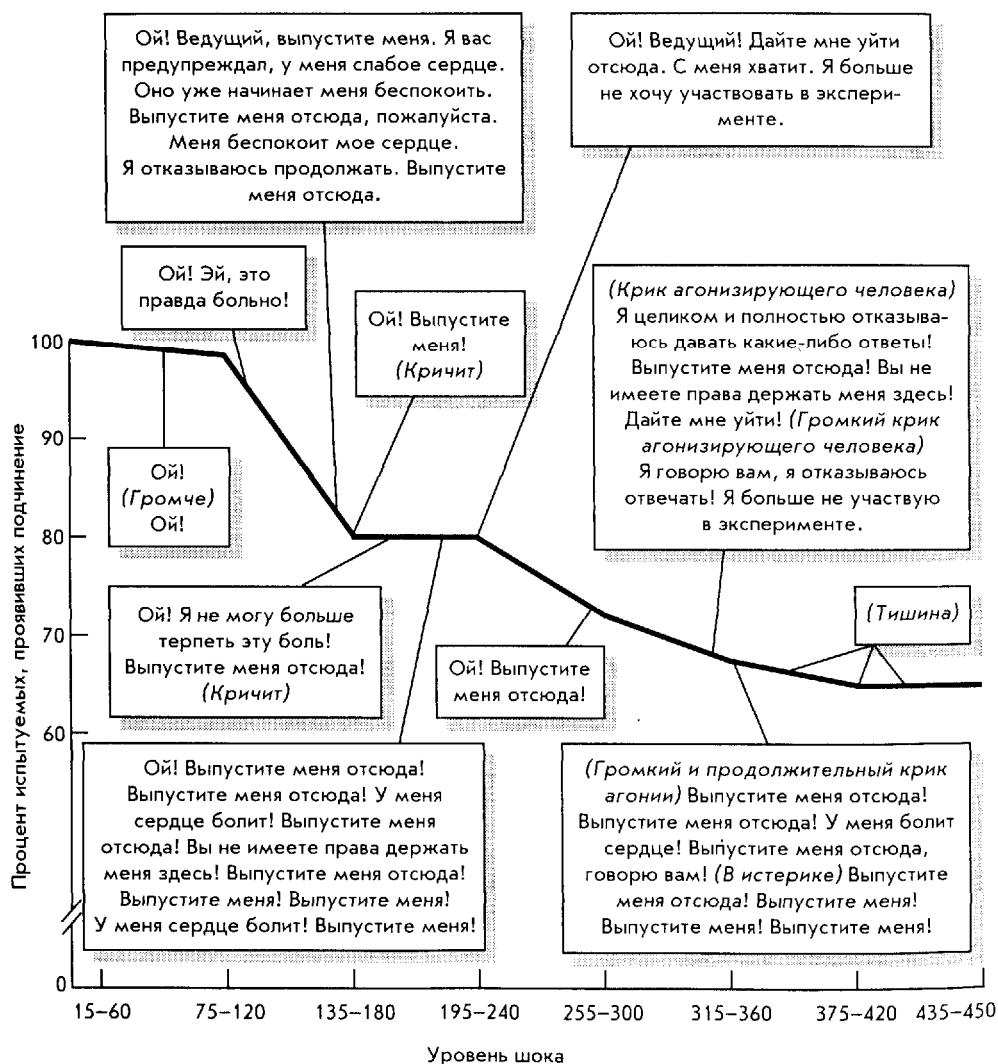 Ой! Ведущий, выпустите меня. Я вас
предупреждал, у меня слабое сердце.
Оно уже начинает меня беспокоить.
Выпустите меня отсюда, пожалуйста.
Меня беспокоит мое сердце.
Я отказываюсь продолжать. Выпустите
меня отсюда.
Ой! Ведущий! Дайте мне уйти
отсюда. С меня хватит. Я больше
не хочу участвовать в экспери-
менте.
Ой! Эй, это
правда больно!
Ой! Выпустите
меня!
(Кричит)
(Крик агонизирующего человека)
Я целиком и полностью отказыва-
юсь давать какие-либо ответы!
Выпустите меня отсюда! Вы не
имеете права держать меня здесь!
Дайте мне уйти! (Громкий крик
агонизирующего человека)
Я говорю вам, я отказываюсь
отвечать! Я больше не участвую
в эксперименте.
Ой!
(Громче)
Ой!
Ой! Я не могу больше
терпеть эту боль!
Выпустите меня отсюда!
(Кричит)
Ой! Выпустите
меня отсюда!
(Тишина)
Ой! Выпустите меня отсюда!
Выпустите меня отсюда! У меня
сердце болит! Выпустите меня
отсюда! Вы не имеете права держать
меня здесь! Выпустите меня отсюда!
Выпустите меня! Выпустите меня!
У меня сердце болит! Выпустите меня!
(Громкий и продолжительный крик
агонии) Выпустите меня отсюда!
Выпустите меня отсюда! У меня болит
сердце! Выпустите меня отсюда,
говорю вам! (В истерике) Выпустите
меня отсюда! Выпустите меня!
Выпустите меня! Выпустите меня!
Процент испытуемых, проявивших подчинение
100
90
80
70
60
0
15–60 75–120 135–180 195–240 255–300 315–360 375–420 435–450
Уровень шока